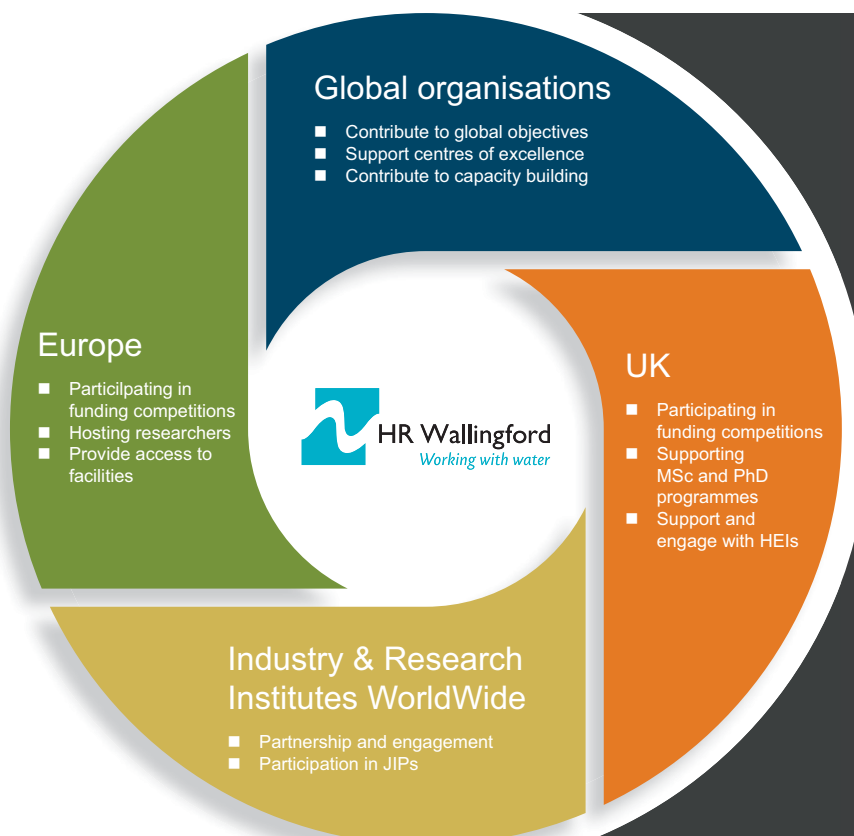 Global organisations
■ Contribute to global objectives
■ Support centres of excellence
■ Contribute to capacity building
Europe
■ Particilpating in
funding competitions
■ Hosting researchers
■ Provide access to
facilities
UK
■ Participating in
funding competitions
■ Supporting
MSc and PhD
programmes
■ Support and
engage with HEIs
HR Wallingford
Working with water
Industry & Research
Institutes WorldWide
■ Partnership and engagement
■ Participation in JIPs